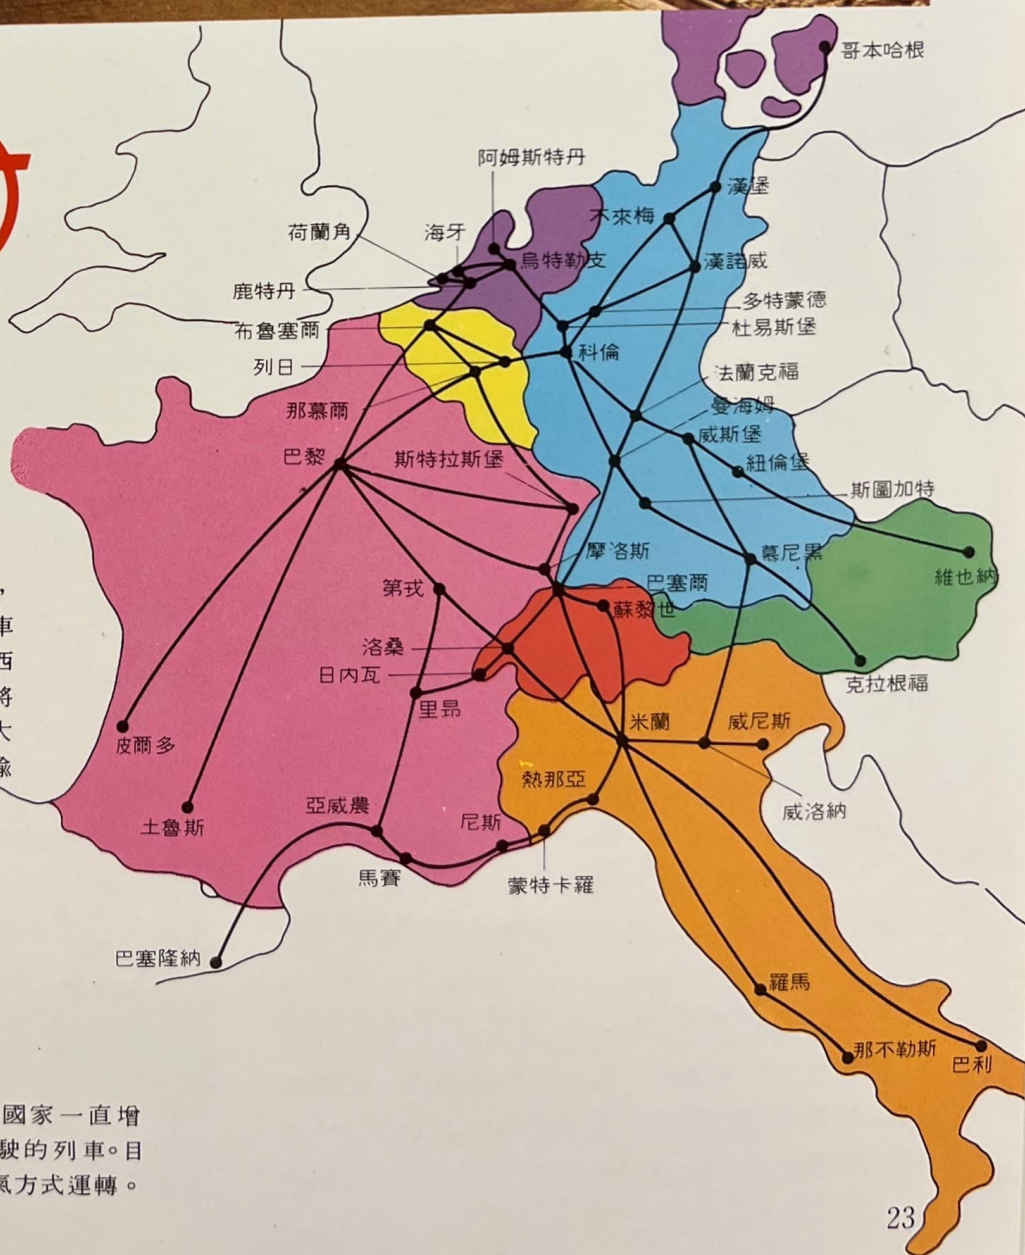 哥本哈根
阿姆斯特丹
漢堡
不來梅
荷蘭角
海牙
烏特勒支
漢諾威
鹿特丹
多特蒙德
布魯塞爾
杜易斯堡
列日
科倫
法蘭克福
那慕爾
曼海姆
威斯堡
巴黎
斯特拉斯堡
紐倫堡
斯圖加特
摩洛斯
慕尼黑
維也納
第戎
巴塞爾
蘇黎世
洛桑
日內瓦
克拉根福
里昂
米蘭
威尼斯
皮爾多
熱那亞
威洛納
土魯斯
亞威農
尼斯
馬賽
蒙特卡羅
巴塞隆納
羅馬
那不勒斯
巴利
，
車
西
將
大
國家一直增
駛的列車。目
氣方式運轉。
23